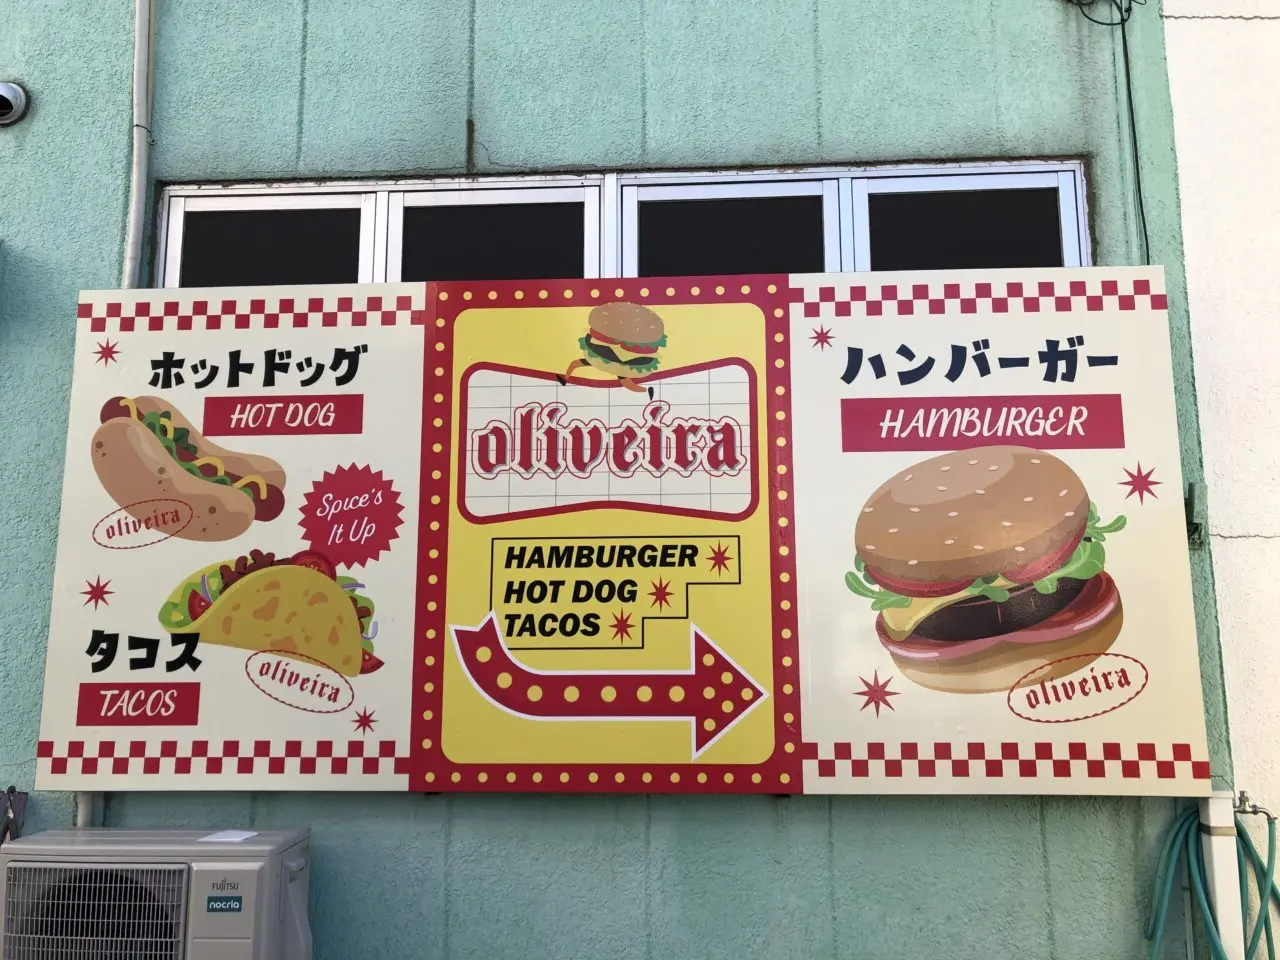 ホットドッグ
HOT DOG
oliveira
Spice's
It Up
タコス
TACOS
oliveira
oliveira
HAMBURGER
HOT DOG
TACOS
ハンバーガー
HAMBURGER
oliveira
FUJITSU
nocria